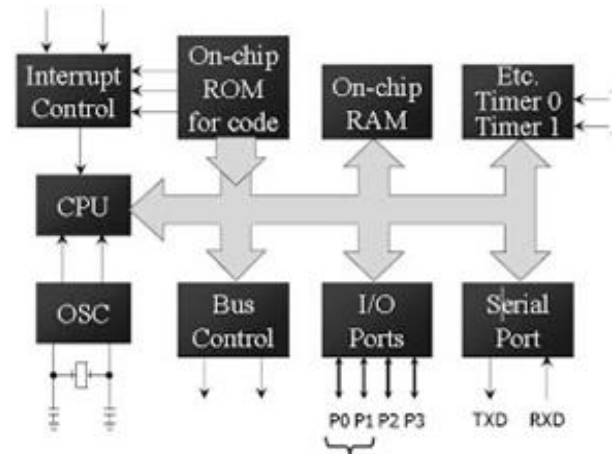 Interrupt
Control
On-chip
ROM
for code
On-chip
RAM
Etc.
Timer 0
Timer 1
CPU
OSC
Bus
Control
I/O
Ports
Serial
Port
P0 P1 P2 P3
TXD RXD